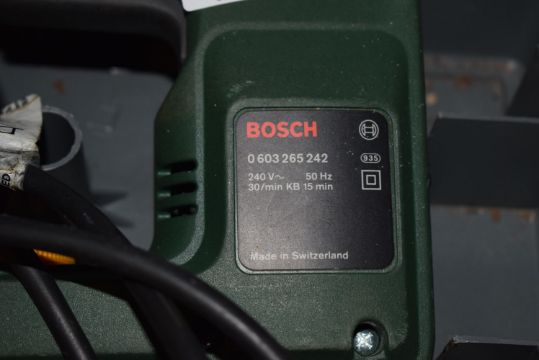 BOSCH
0 603 265 242
935
240 V~ 50 Hz
30/min KB 15 min
Made in Switzerland